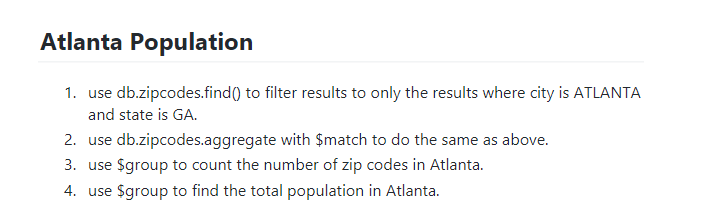 Atlanta Population
1. use db.zipcodes.find() to filter results to only the results where city is ATLANTA
and state is GA.
2. use db.zipcodes.aggregate with $match to do the same as above.
3. use $group to count the number of zip codes in Atlanta.
4. use $group to find the total population in Atlanta.